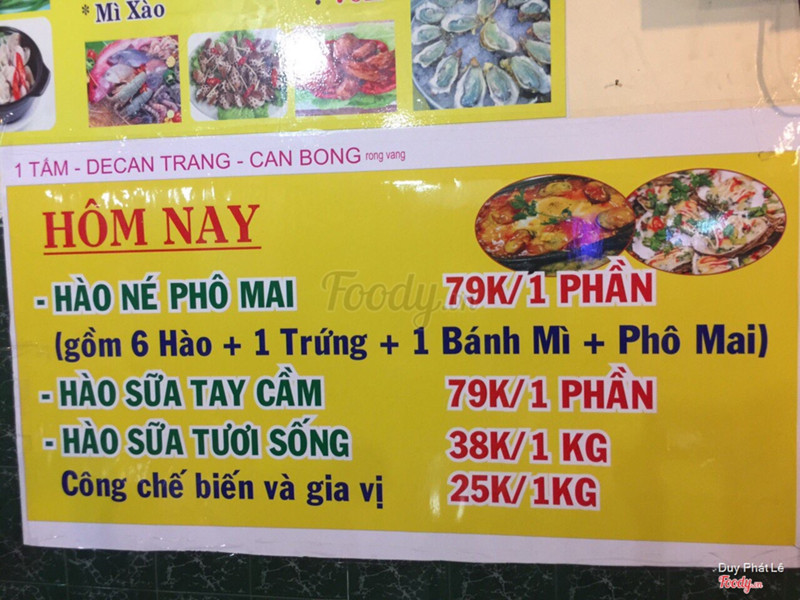 * Mì Xào
1 TẤM - DECAN TRANG - CAN BONG rong vang
HÔM NAY
- HÀO NÉ PHÔ MAI 79K/1 PHẦN
(gồm 6 Hào + 1 Trứng + 1 Bánh Mì + Phô Mai)
- HÀO SỮA TAY CẦM 79K/1 PHẦN
- HÀO SỮA TƯƠI SỐNG 38K/1 KG
Công chế biến và gia vị 25K/1KG
Foody.vn
Duy Phát Lê
Foody.vn